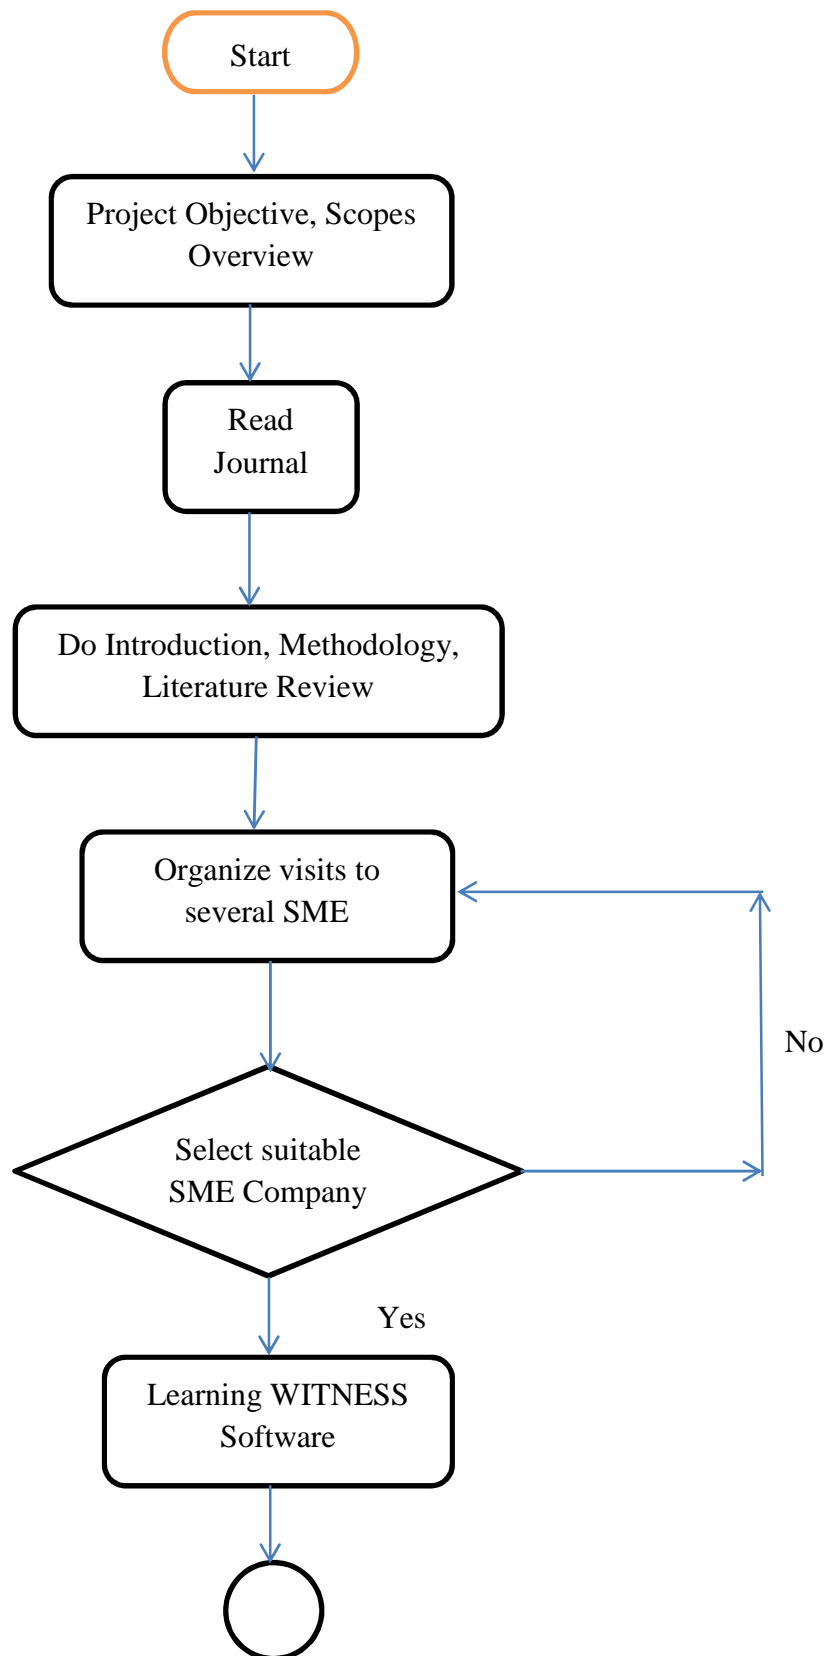 Start
Project Objective, Scopes
Overview
Read
Journal
Do Introduction, Methodology,
Literature Review
Organize visits to
several SME
No
Select suitable
SME Company
Yes
Learning WITNESS
Software